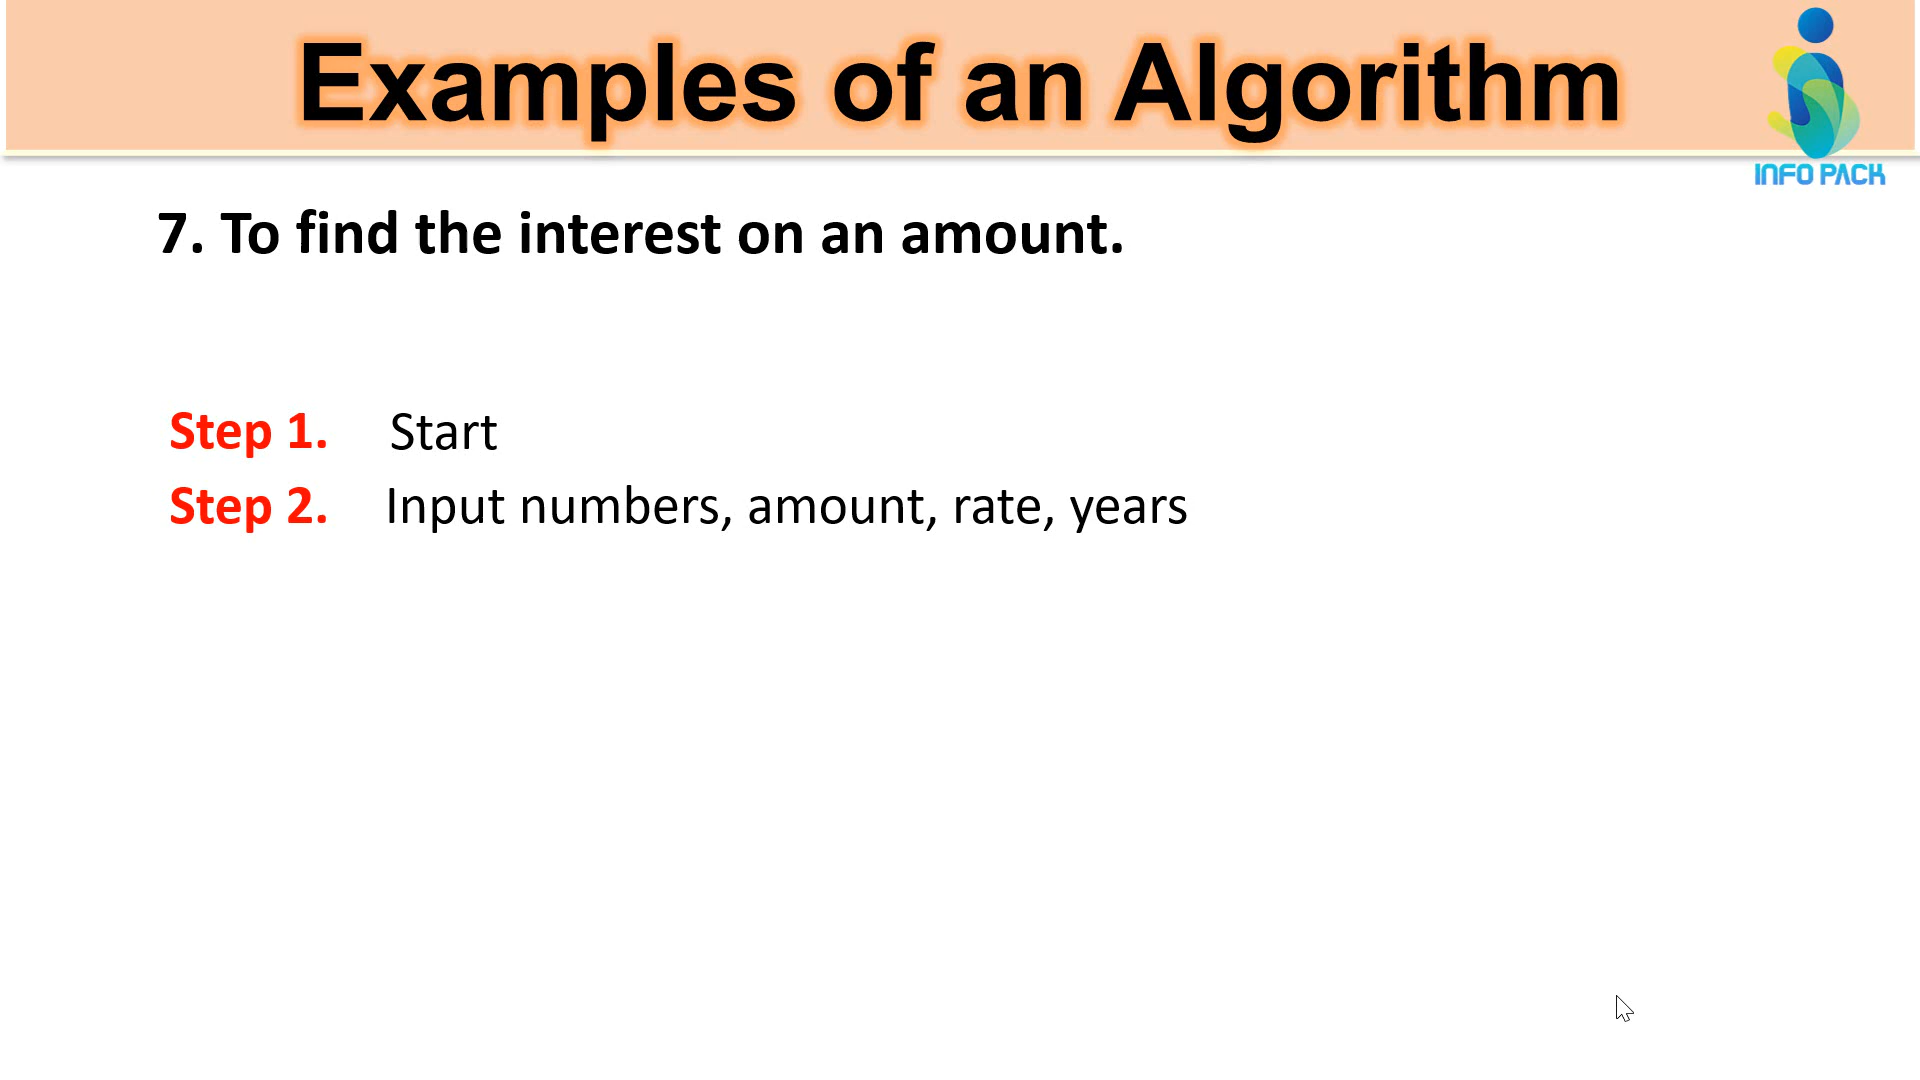 Examples of an Algorithm
INFO PACK
7. To find the interest on an amount.
Step 1. Start
Step 2. Input numbers, amount, rate, years